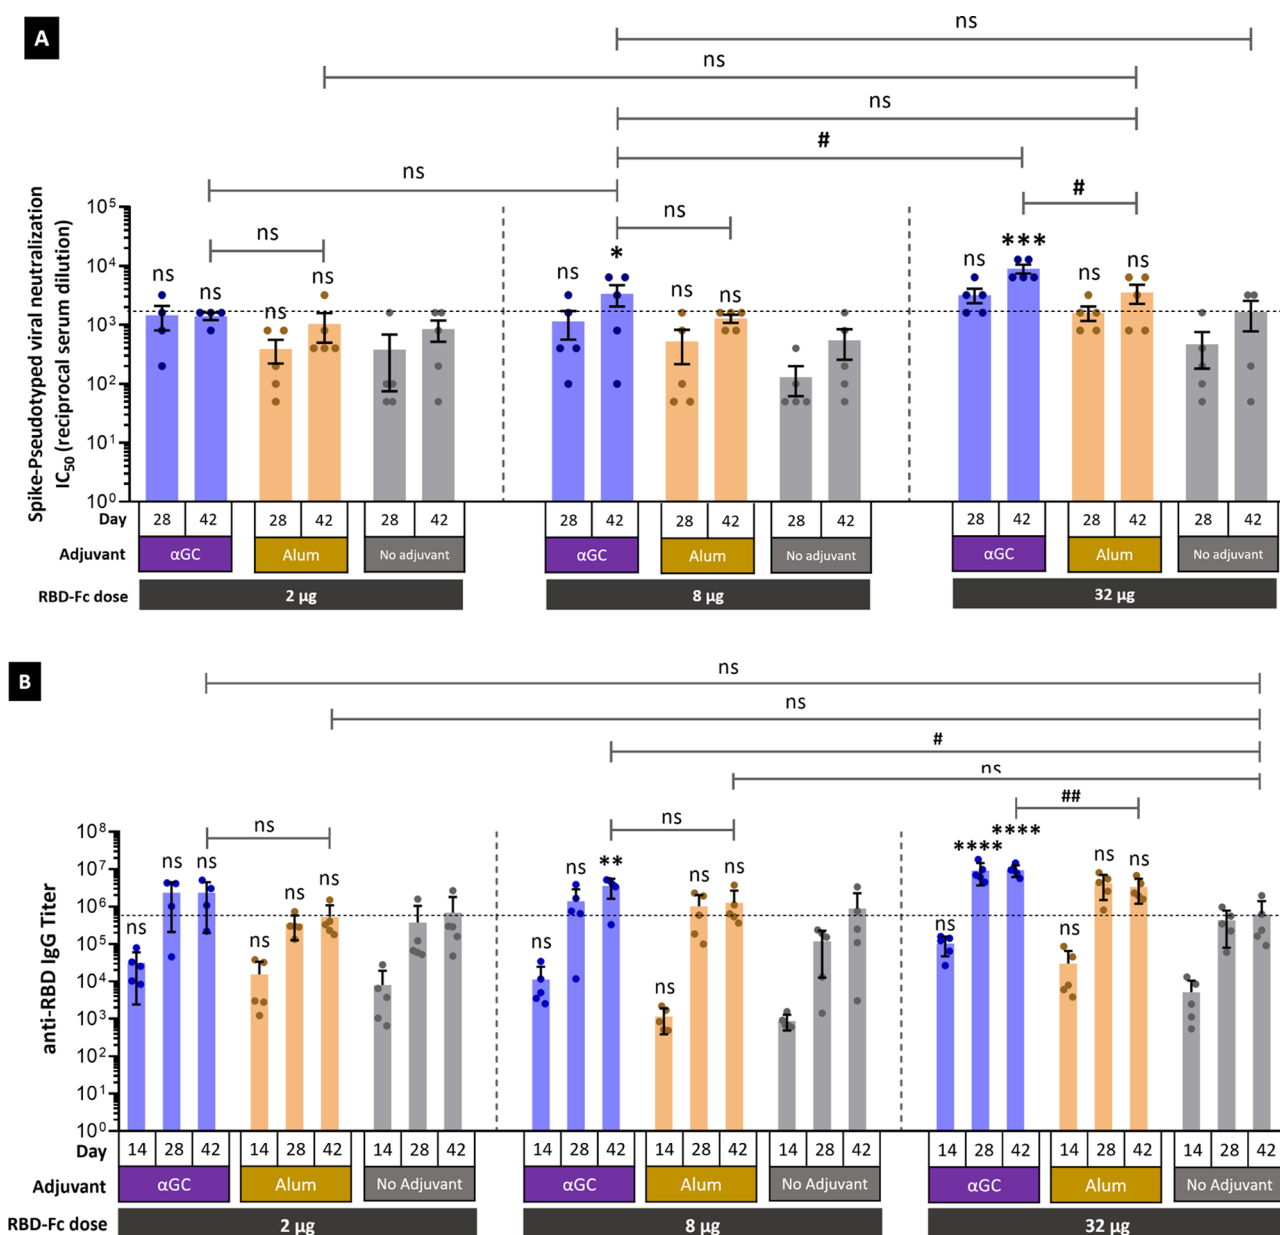 A
ns
ns
ns
#
ns
#
ns
ns
Spike-Pseudotyped viral neutralization
IC50 (reciprocal serum dilution)
10^5
10^4
10^3
10^2
10^1
10^0
ns ns ns ns ns * ns ns ns *** ns ns
Day 28 42 28 42 28 42 28 42 28 42 28 42 28 42 28 42 28 42
Adjuvant αGC Alum No adjuvant αGC Alum No adjuvant αGC Alum No adjuvant
RBD-Fc dose 2 µg 8 µg 32 µg
B
ns
ns
#
ns
##
ns
ns
anti-RBD IgG Titer
10^8
10^7
10^6
10^5
10^4
10^3
10^2
10^1
10^0
ns ns ns ns ns ns ns ns ** ns ns ns ns **** **** ns ns ns
Day 14 28 42 14 28 42 14 28 42 14 28 42 14 28 42 14 28 42 14 28 42 14 28 42 14 28 42
Adjuvant αGC Alum No Adjuvant αGC Alum No Adjuvant αGC Alum No Adjuvant
RBD-Fc dose 2 µg 8 µg 32 µg